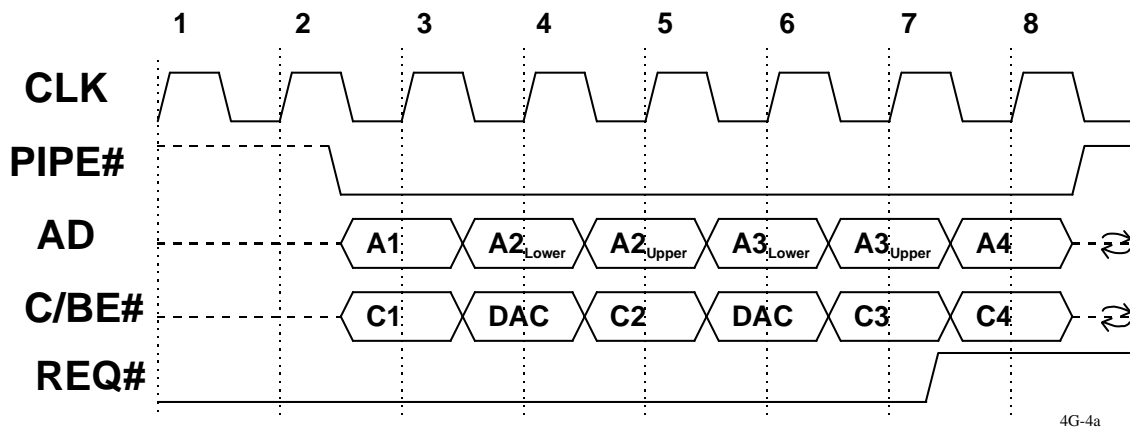 1 2 3 4 5 6 7 8
CLK
PIPE#
AD A1 A2Lower A2Upper A3Lower A3Upper A4
C/BE# C1 DAC C2 DAC C3 C4
REQ#
4G-4a